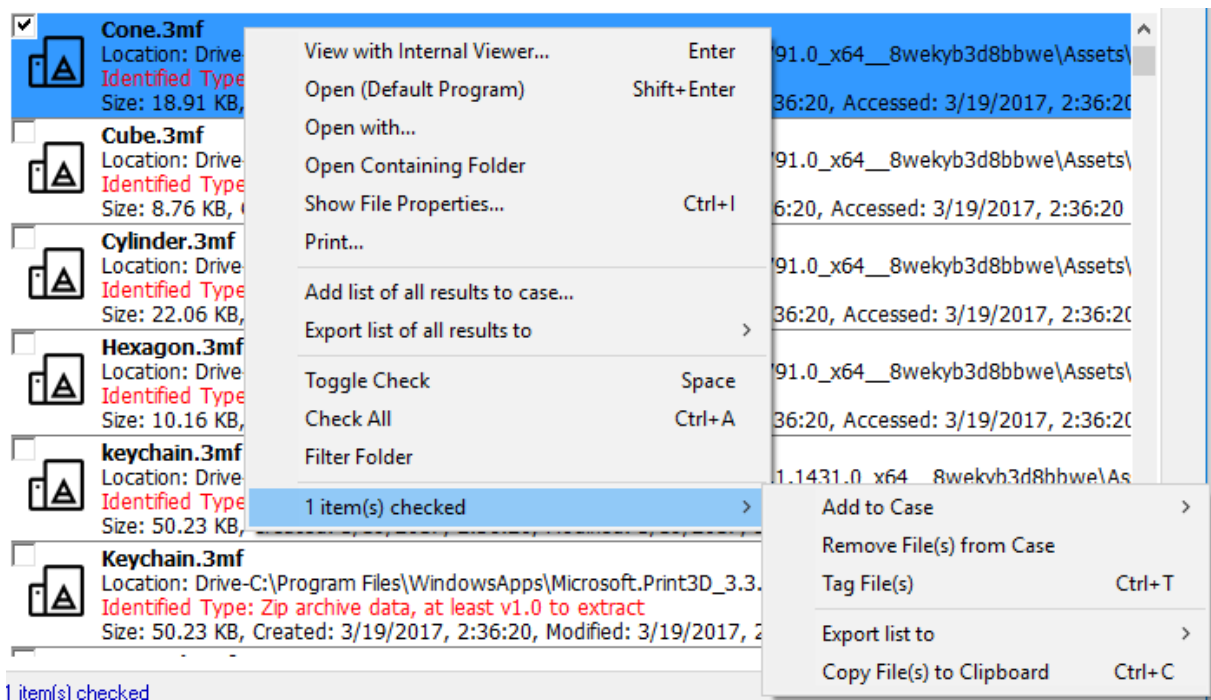 Cone.3mf
Location: Drive
'91.0_x64__8wekyb3d8bbwe\Assets\
Identified Type
Size: 18.91 KB,
36:20, Accessed: 3/19/2017, 2:36:20
Cube.3mf
Location: Drive
'91.0_x64__8wekyb3d8bbwe\Assets\
Identified Type
Size: 8.76 KB,
6:20, Accessed: 3/19/2017, 2:36:20
Cylinder.3mf
Location: Drive
'91.0_x64__8wekyb3d8bbwe\Assets\
Identified Type
Size: 22.06 KB,
36:20, Accessed: 3/19/2017, 2:36:20
Hexagon.3mf
Location: Drive
'91.0_x64__8wekyb3d8bbwe\Assets\
Identified Type
Size: 10.16 KB,
36:20, Accessed: 3/19/2017, 2:36:20
keychain.3mf
Location: Drive
1.1431.0_x64__8wekyb3d8bbwe\As
Identified Type
Size: 50.23 KB,
Keychain.3mf
Location: Drive-C:\Program Files\WindowsApps\Microsoft.Print3D_3.3.
Identified Type: Zip archive data, at least v1.0 to extract
Size: 50.23 KB, Created: 3/19/2017, 2:36:20, Modified: 3/19/2017, 2
View with Internal Viewer... Enter
Open (Default Program) Shift+Enter
Open with...
Open Containing Folder
Show File Properties... Ctrl+I
Print...
Add list of all results to case...
Export list of all results to >
Toggle Check Space
Check All Ctrl+A
Filter Folder
1 item(s) checked >
Add to Case >
Remove File(s) from Case
Tag File(s) Ctrl+T
Export list to >
Copy File(s) to Clipboard Ctrl+C
1 item(s) checked